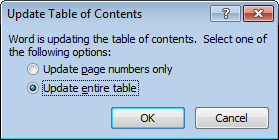 Update Table of Contents
Word is updating the table of contents. Select one of
the following options:
Update page numbers only
Update entire table
OK Cancel